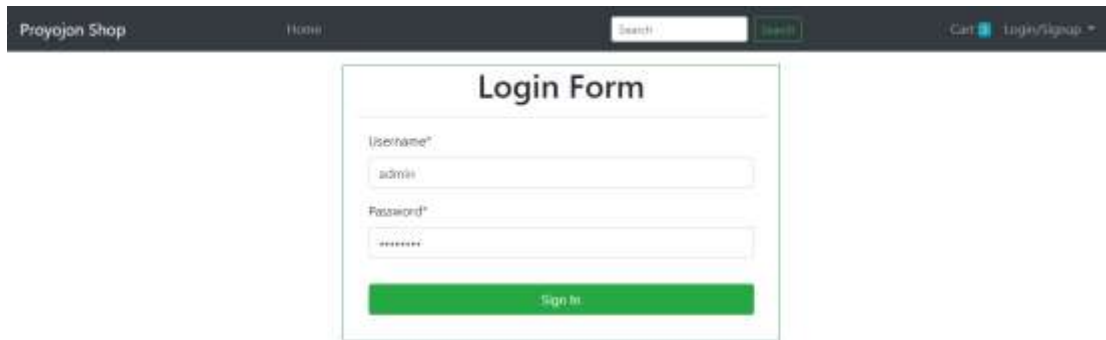 Proyojon Shop Home Search Search Cart Login/Signup
Login Form
Username*
admin
Password*
••••••••
Sign In